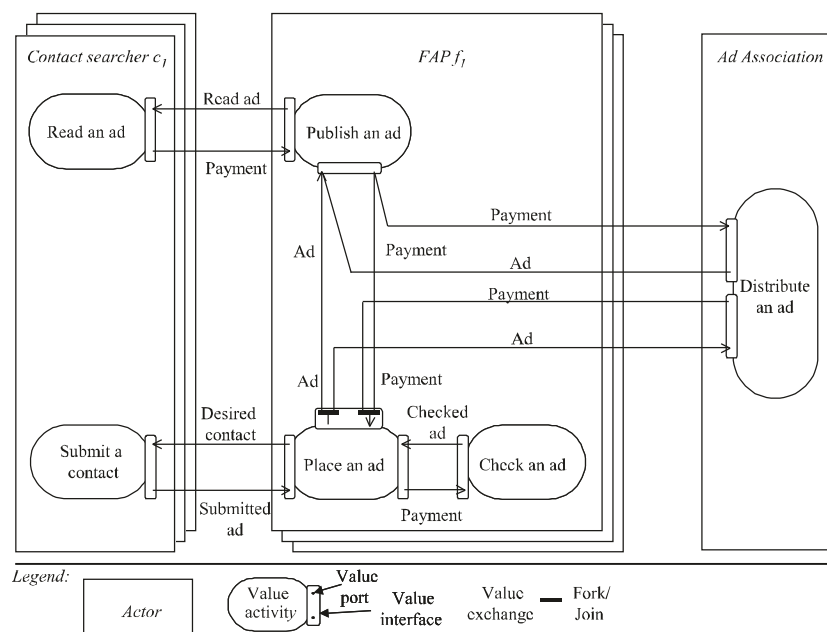 Contact searcher c1
FAP f1
Ad Association
Read ad
Read an ad
Publish an ad
Payment
Payment
Ad
Payment
Ad
Payment
Distribute
an ad
Ad
Ad
Payment
Desired
contact
Checked
ad
Submit a
contact
Place an ad
Check an ad
Submitted
ad
Payment
Legend:
Actor
Value
activity
Value
port
Value
interface
Value
exchange
Fork/
Join